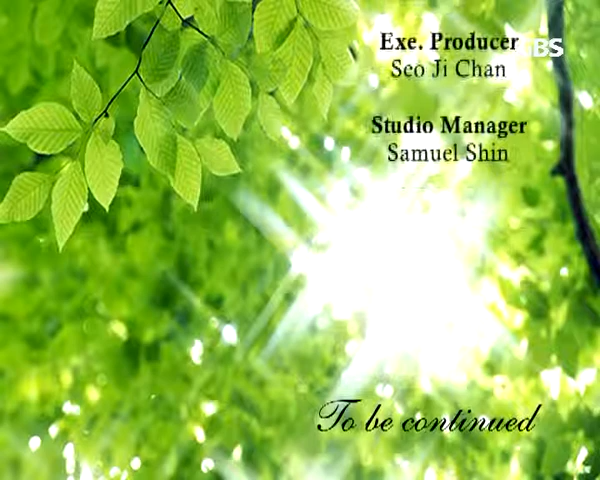 Exe. Producer
Seo Ji Chan
Studio Manager
Samuel Shin
To be continued